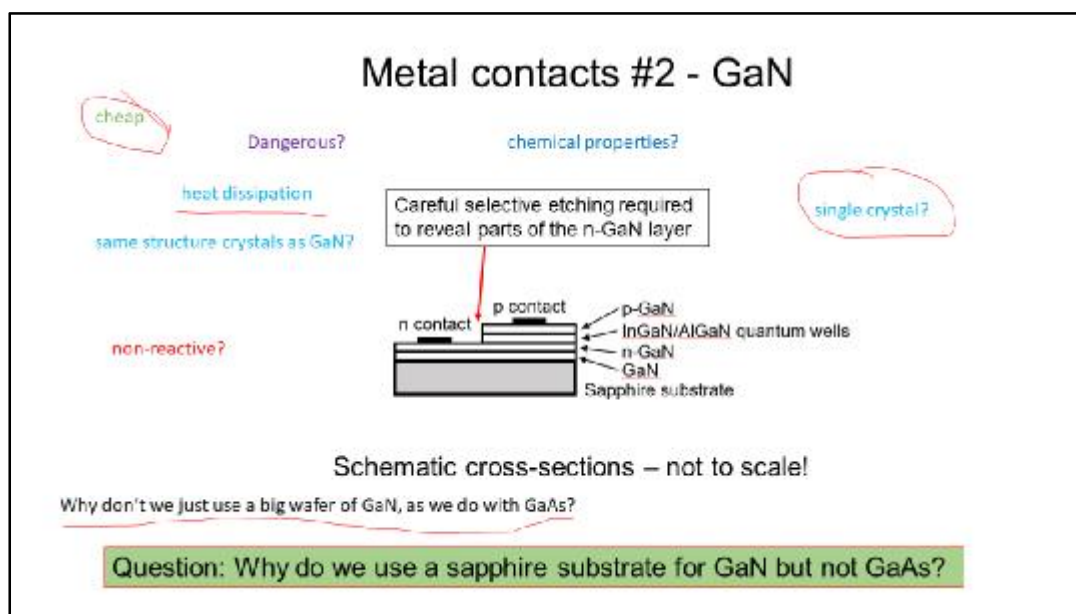 Metal contacts #2 - GaN
cheap
Dangerous?
chemical properties?
heat dissipation
single crystal?
Careful selective etching required
to reveal parts of the n-GaN layer
same structure crystals as GaN?
p contact
n contact
p-GaN
InGaN/AlGaN quantum wells
n-GaN
GaN
Sapphire substrate
non-reactive?
Schematic cross-sections – not to scale!
Why don't we just use a big wafer of GaN, as we do with GaAs?
Question: Why do we use a sapphire substrate for GaN but not GaAs?